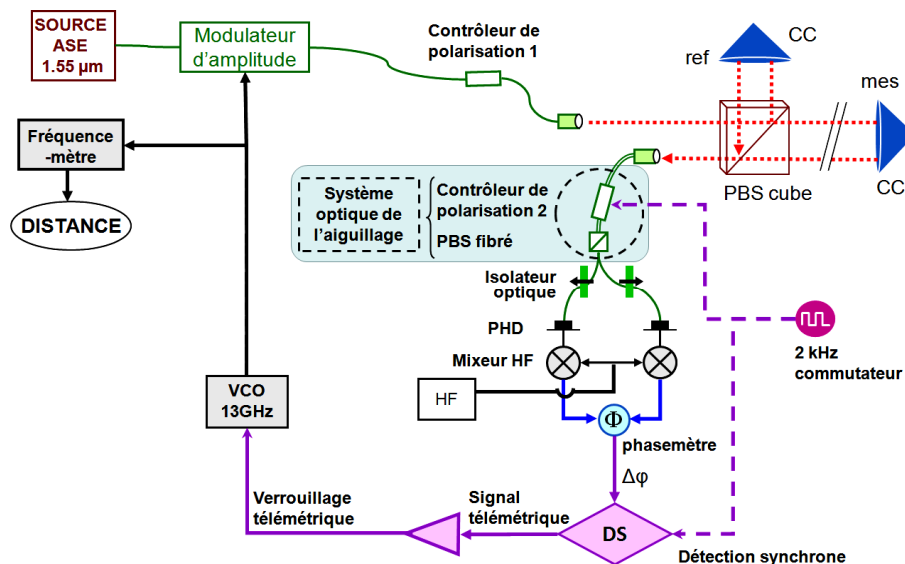 SOURCE
ASE
1.55 µm
Modulateur
d'amplitude
Contrôleur de
polarisation 1
ref
CC
mes
CC
PBS cube
Fréquence
-mètre
DISTANCE
Système
optique de
l'aiguillage
Contrôleur de
polarisation 2
PBS fibré
Isolateur
optique
PHD
Mixeur HF
HF
2 kHz
commutateur
VCO
13GHz
Φ
phasemètre
Δφ
Verrouillage
télémétrique
Signal
télémétrique
DS
Détection synchrone